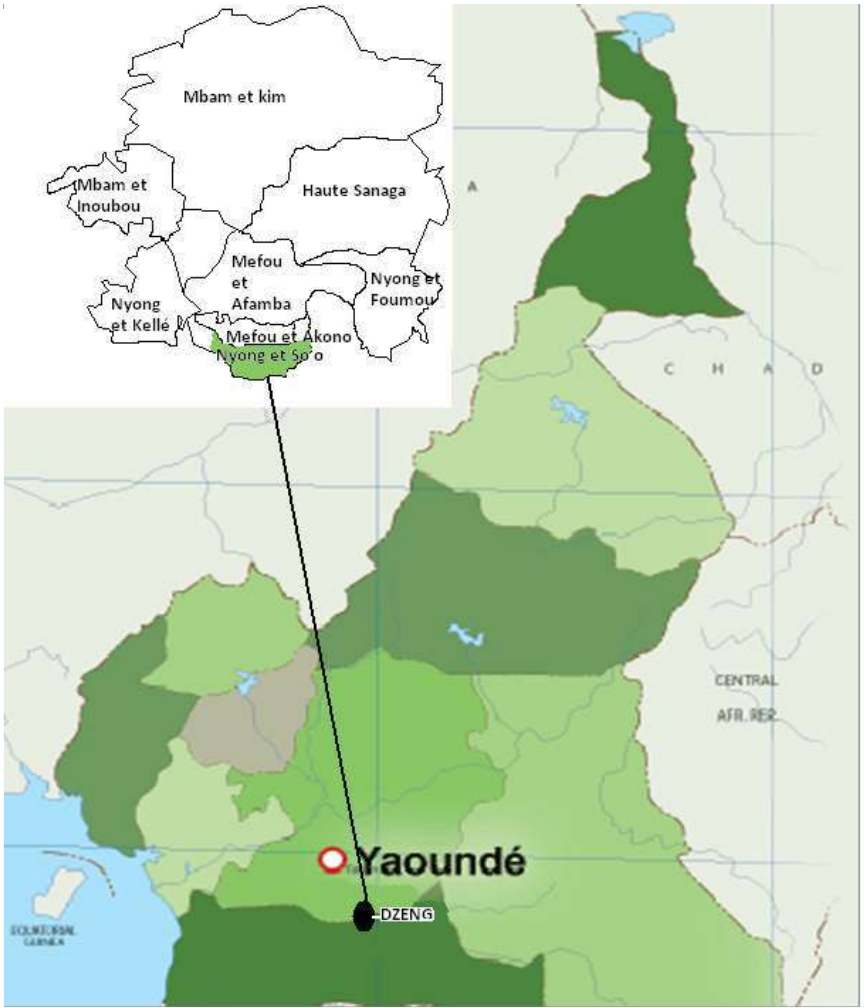 Mbam et kim
Mbam et
Inoubou
Haute Sanaga
Mefou
et
Afamba
Nyong et
Foumou
Nyong
et Kellé
Mefou et Akono
Nyong et So o
A
C H A D
CENTRAL
AFR. REP.
Yaoundé
DZENG
EQUATORIAL
GUINEA